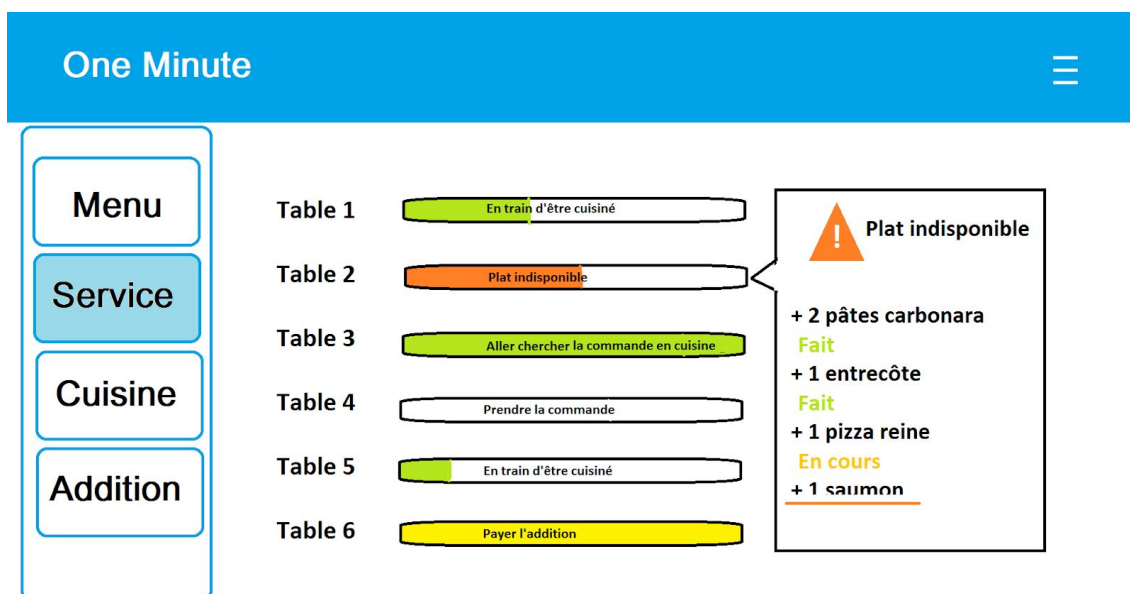 One Minute
Menu
Service
Cuisine
Addition
Table 1
En train d'être cuisiné
Table 2
Plat indisponible
Table 3
Aller chercher la commande en cuisine
Table 4
Prendre la commande
Table 5
En train d'être cuisiné
Table 6
Payer l'addition
! Plat indisponible
+ 2 pâtes carbonara
Fait
+ 1 entrecôte
Fait
+ 1 pizza reine
En cours
+ 1 saumon